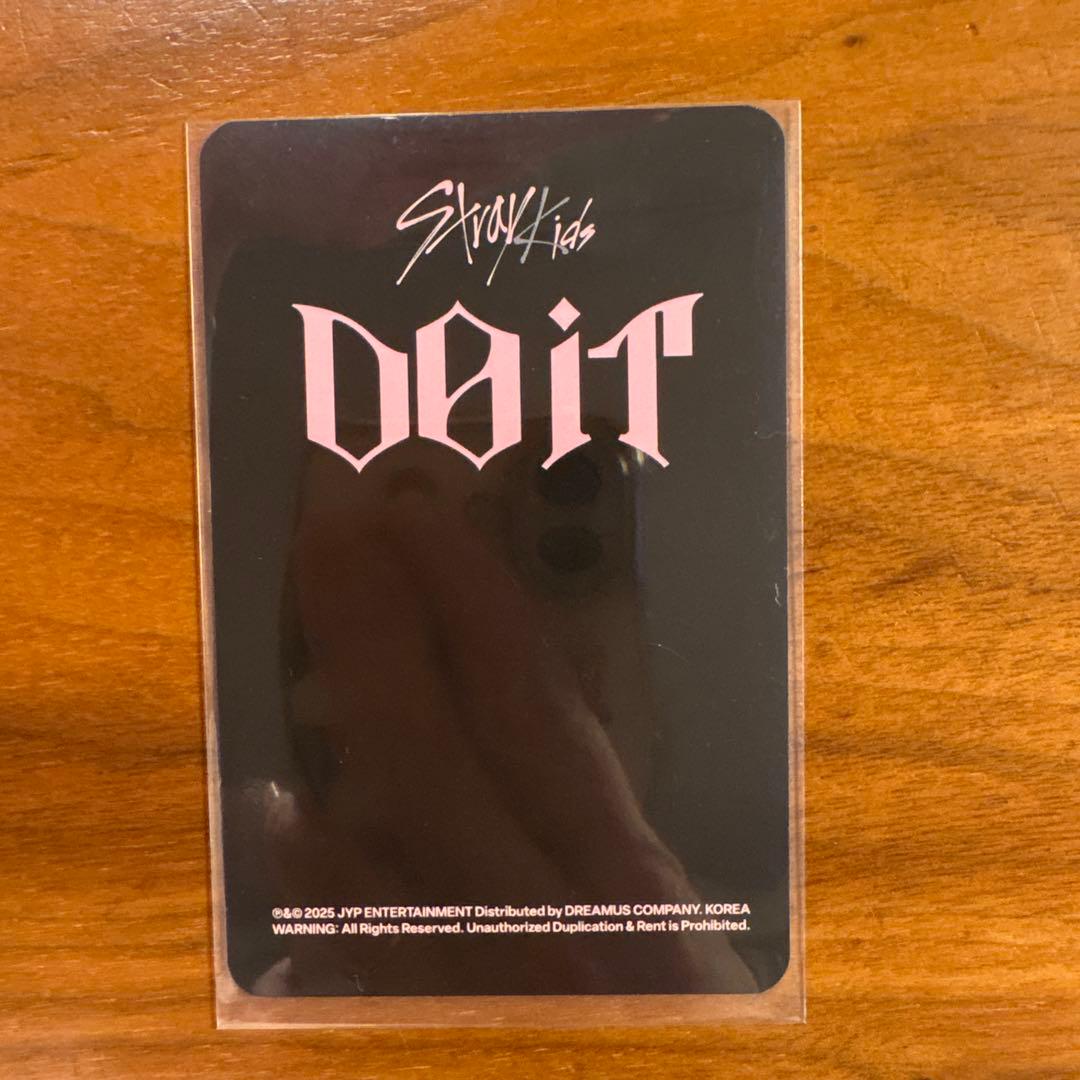 Stray Kids
DO iT
℗&© 2025 JYP ENTERTAINMENT Distributed by DREAMUS COMPANY. KOREA
WARNING: All Rights Reserved. Unauthorized Duplication & Rent is Prohibited.